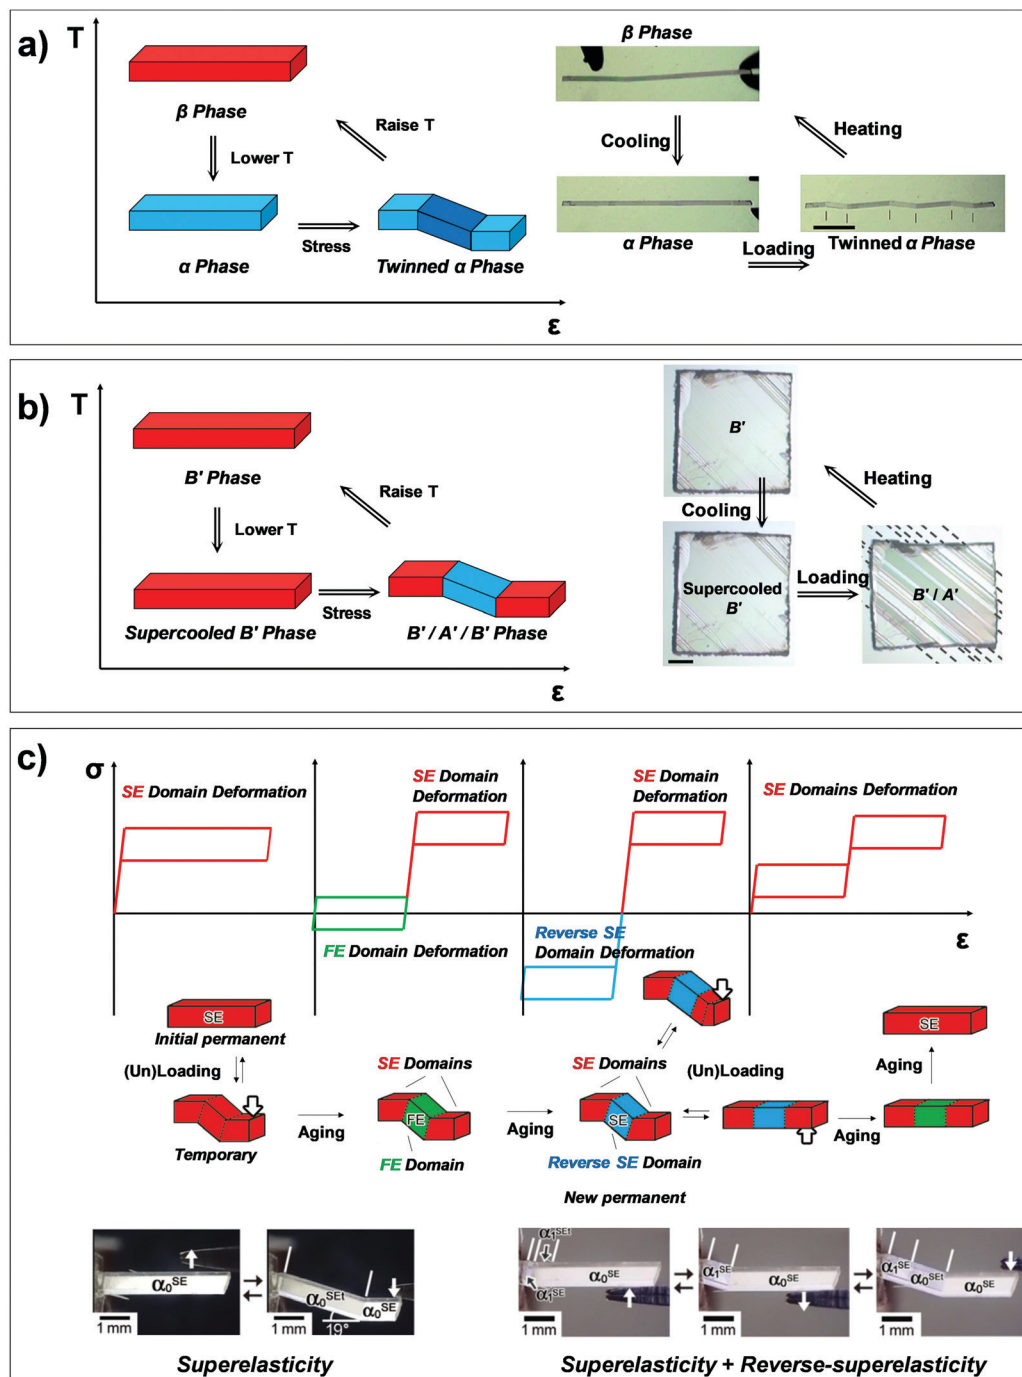 a)
T
β Phase
Lower T
Raise T
α Phase
Stress
Twinned α Phase
ε
β Phase
Cooling
Heating
α Phase
Loading
Twinned α Phase
b)
T
B' Phase
Lower T
Raise T
Supercooled B' Phase
Stress
B' / A' / B' Phase
ε
B'
Cooling
Heating
Supercooled
B'
Loading
B' / A'
c)
σ
SE Domain Deformation
SE Domain
Deformation
SE Domain
Deformation
SE Domains Deformation
FE Domain Deformation
Reverse SE
Domain Deformation
ε
SE
Initial permanent
(Un)Loading
Temporary
Aging
SE Domains
FE
FE Domain
Aging
SE Domains
SE
Reverse SE Domain
New permanent
(Un)Loading
Aging
Aging
SE
α₀ˢᴱ
1 mm
α₀ˢᴱᵗ
α₀ˢᴱ
19°
1 mm
Superelasticity
α₁ˢᴱᵗ
α₀ˢᴱ
α₁ˢᴱ
1 mm
α₁ˢᴱ
α₀ˢᴱ
1 mm
α₁ˢᴱ
α₀ˢᴱᵗ
α₀ˢᴱ
1 mm
Superelasticity + Reverse-superelasticity